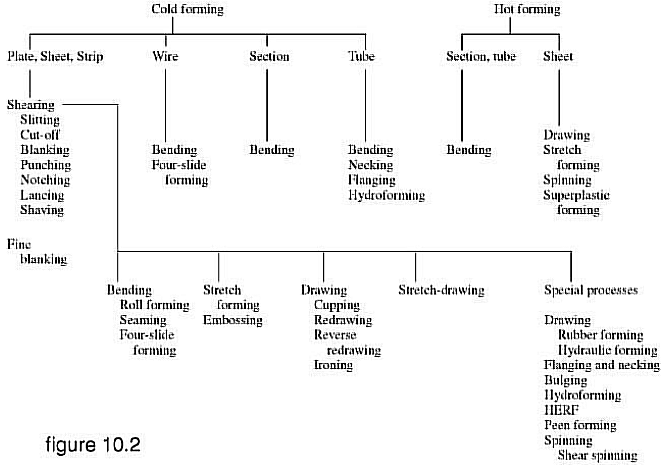 Cold forming
Hot forming
Plate, Sheet, Strip
Wire
Section
Tube
Section, tube
Sheet
Shearing
Slitting
Cut-off
Blanking
Punching
Notching
Lancing
Shaving
Fine
blanking
Bending
Four-slide
forming
Bending
Bending
Necking
Flanging
Hydroforming
Bending
Drawing
Stretch
forming
Spinning
Superplastic
forming
Bending
Roll forming
Seaming
Four-slide
forming
Stretch
forming
Embossing
Drawing
Cupping
Redrawing
Reverse
redrawing
Ironing
Stretch-drawing
Special processes
Drawing
Rubber forming
Hydraulic forming
Flanging and necking
Bulging
Hydroforming
HERF
Peen forming
Spinning
Shear spinning
figure 10.2